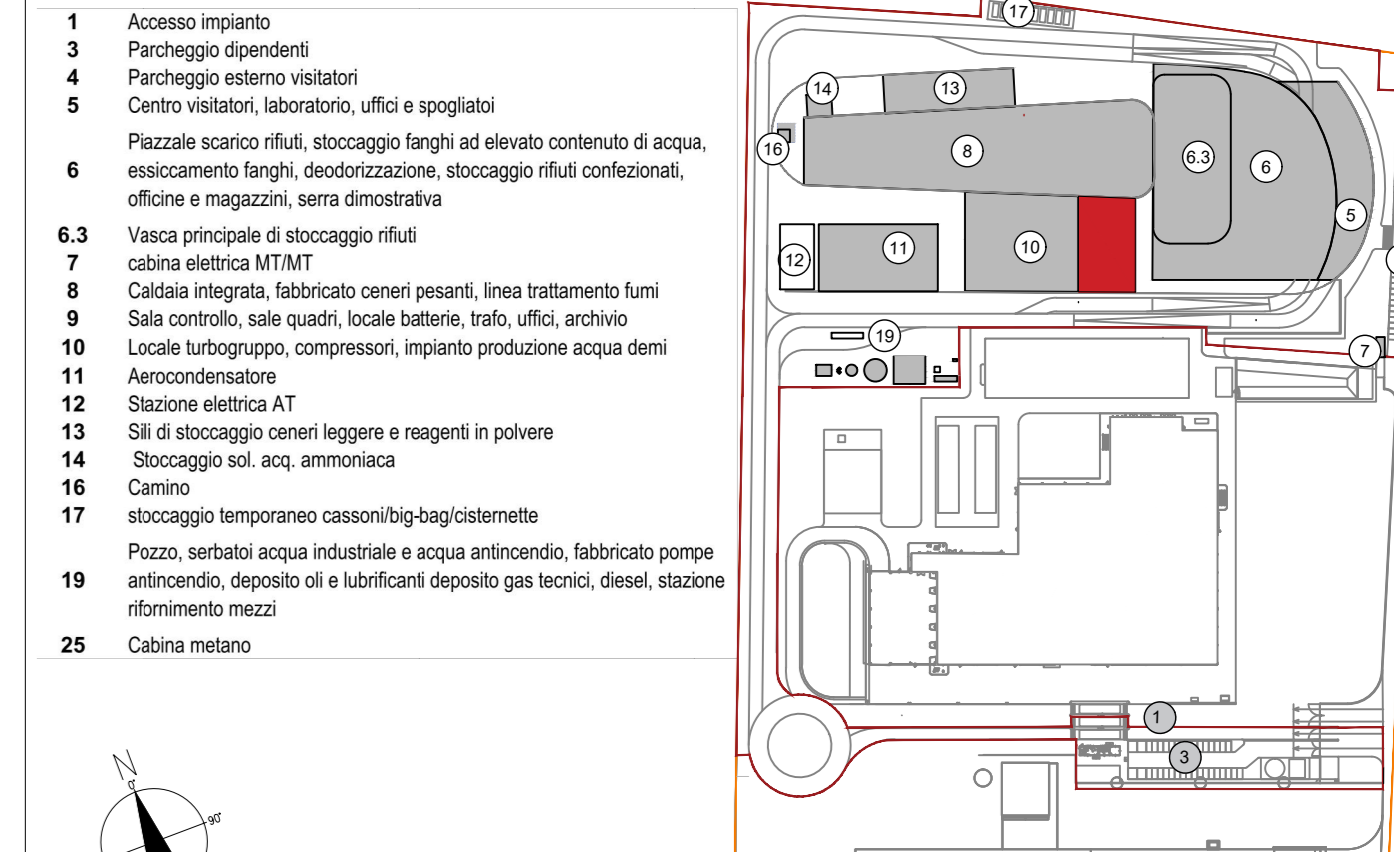 1 Accesso impianto
3 Parcheggio dipendenti
4 Parcheggio esterno visitatori
5 Centro visitatori, laboratorio, uffici e spogliatoi
Piazzale scarico rifiuti, stoccaggio fanghi ad elevato contenuto di acqua,
6 essiccamento fanghi, deodorizzazione, stoccaggio rifiuti confezionati,
officine e magazzini, serra dimostrativa
6.3 Vasca principale di stoccaggio rifiuti
7 cabina elettrica MT/MT
8 Caldaia integrata, fabbricato ceneri pesanti, linea trattamento fumi
9 Sala controllo, sale quadri, locale batterie, trafo, uffici, archivio
10 Locale turbogruppo, compressori, impianto produzione acqua demi
11 Aerocondensatore
12 Stazione elettrica AT
13 Sili di stoccaggio ceneri leggere e reagenti in polvere
14 Stoccaggio sol. acq. ammoniaca
16 Camino
17 stoccaggio temporaneo cassoni/big-bag/cisternette
Pozzo, serbatoi acqua industriale e acqua antincendio, fabbricato pompe
19 antincendio, deposito oli e lubrificanti deposito gas tecnici, diesel, stazione
rifornimento mezzi
25 Cabina metano
N
0°
90°
17
14
13
16
8
6.3
6
5
12
11
10
19
7
1
3